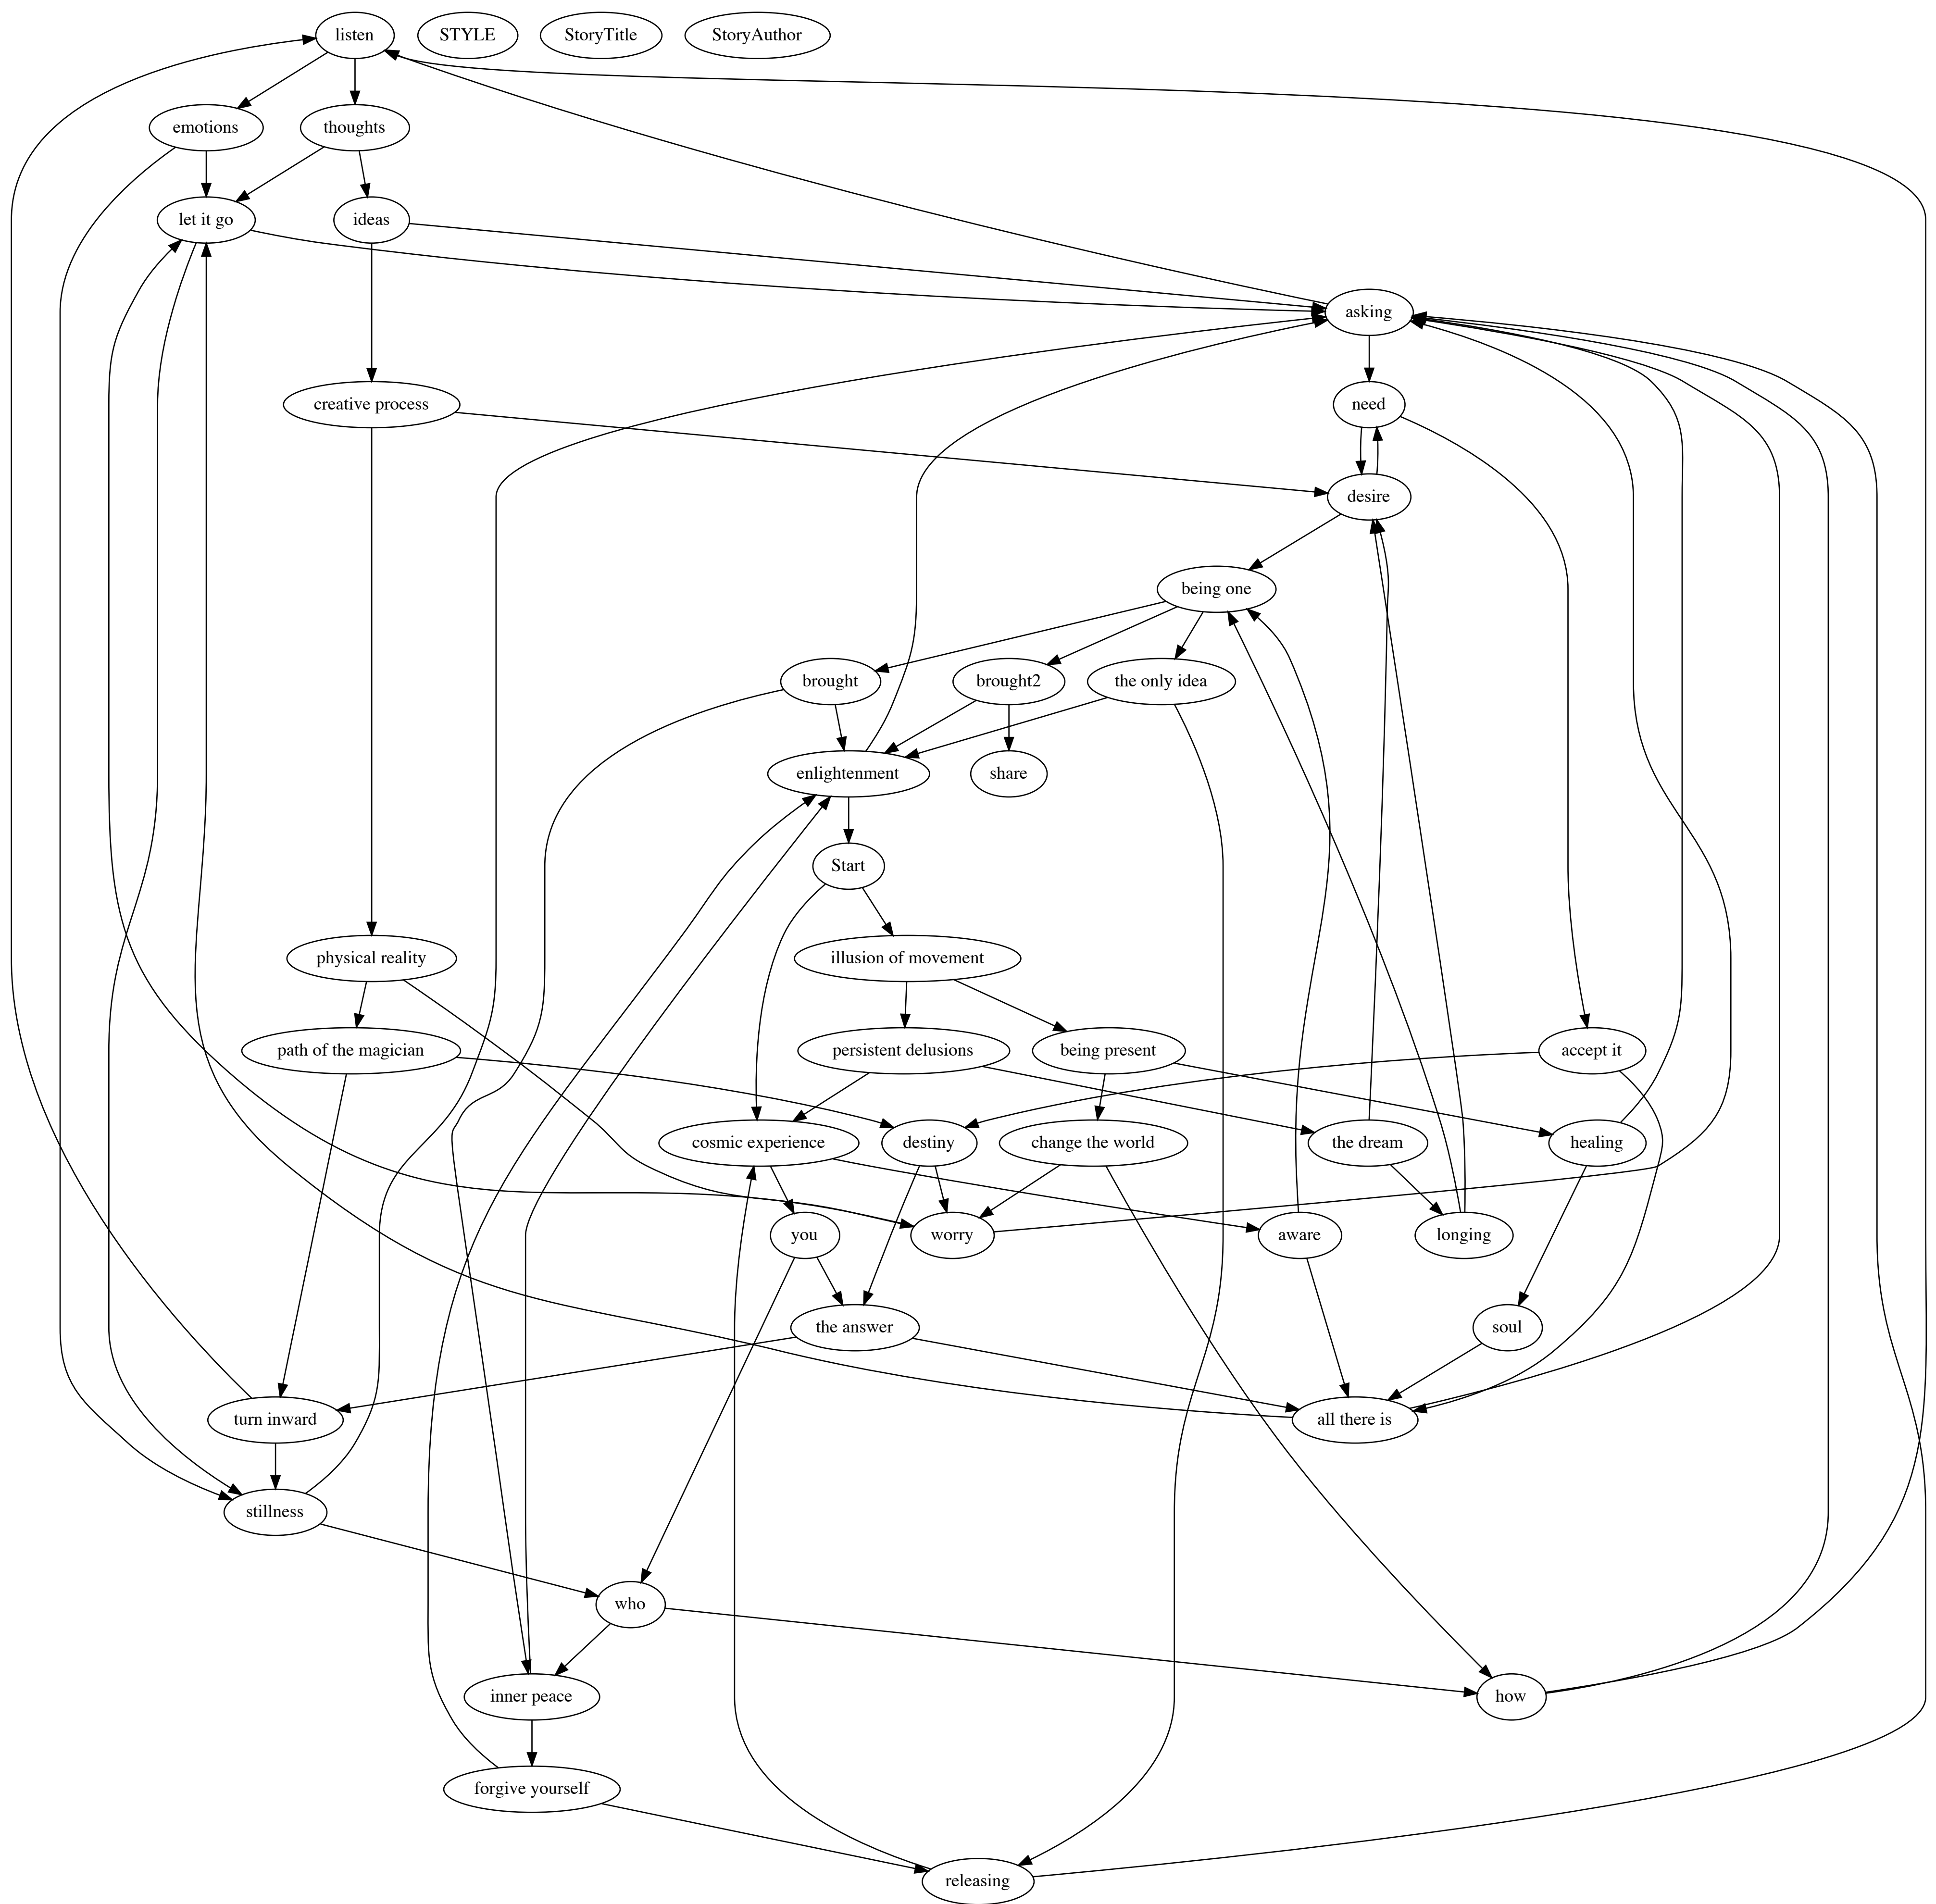 listen
STYLE
StoryTitle
StoryAuthor
emotions
thoughts
let it go
ideas
asking
creative process
need
desire
being one
brought
brought2
the only idea
enlightenment
share
Start
physical reality
illusion of movement
path of the magician
persistent delusions
being present
accept it
cosmic experience
destiny
change the world
the dream
healing
you
worry
aware
longing
the answer
soul
turn inward
all there is
stillness
who
inner peace
how
forgive yourself
releasing